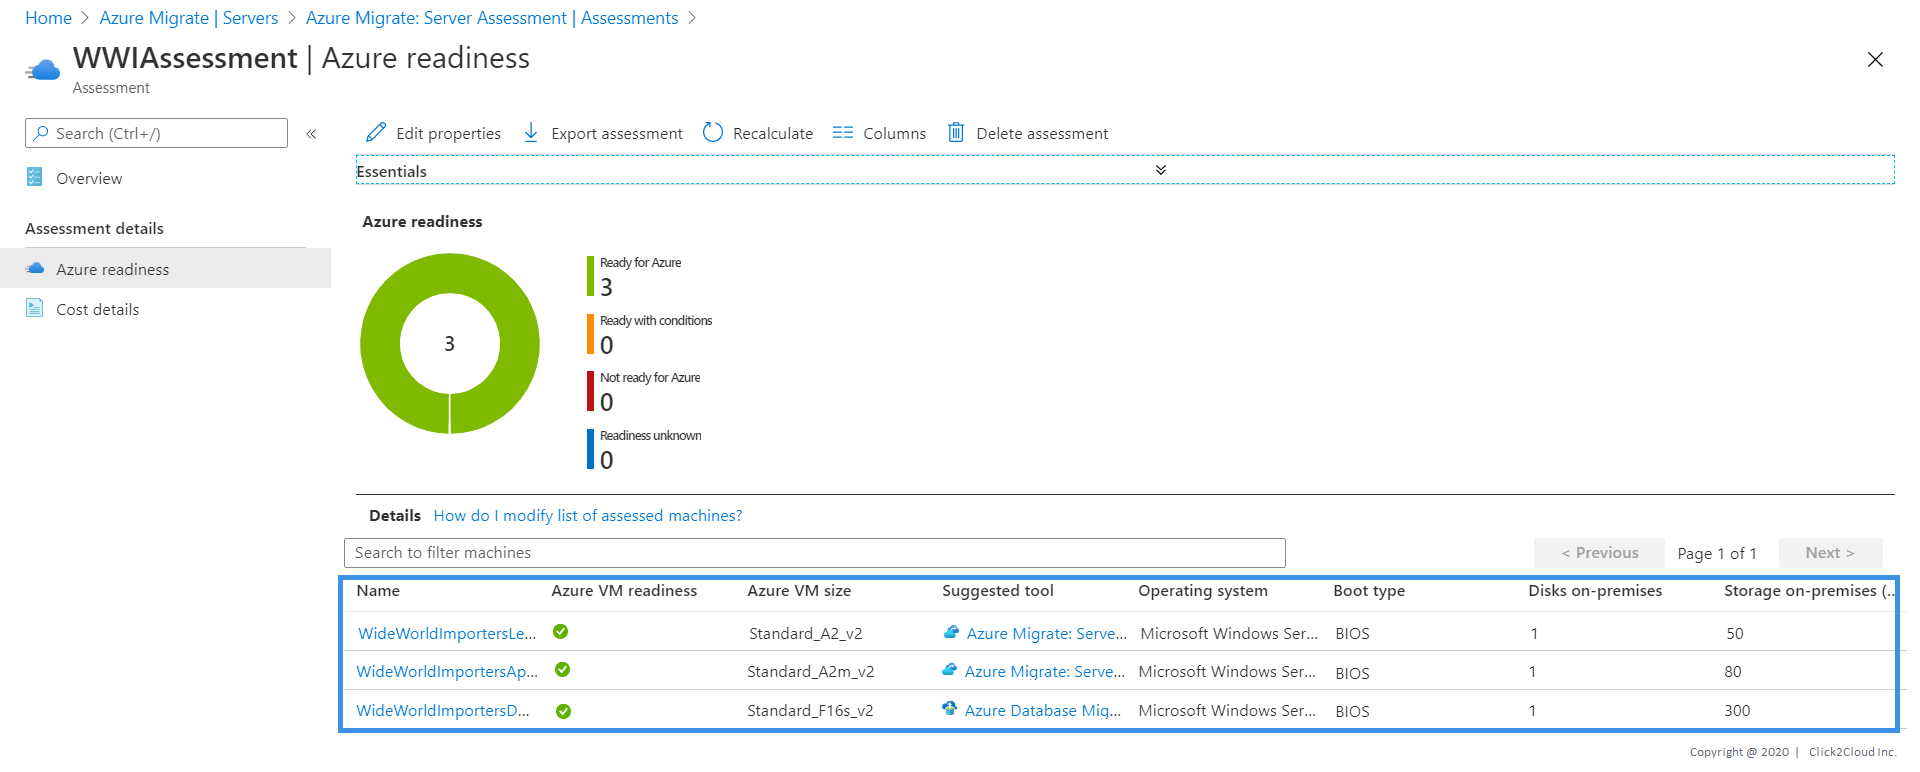 Home > Azure Migrate | Servers > Azure Migrate: Server Assessment | Assessments >
WWIAssessment | Azure readiness
Assessment
Search (Ctrl+/) «
Overview
Assessment details
Azure readiness
Cost details
Edit properties Export assessment Recalculate Columns Delete assessment
Essentials
Azure readiness
3
Ready for Azure
3
Ready with conditions
0
Not ready for Azure
0
Readiness unknown
0
Details How do I modify list of assessed machines?
Search to filter machines < Previous Page 1 of 1 Next >
Name Azure VM readiness Azure VM size Suggested tool Operating system Boot type Disks on-premises Storage on-premises (...
WideWorldImportersLe... Standard_A2_v2 Azure Migrate: Serve... Microsoft Windows Ser... BIOS 1 50
WideWorldImportersAp... Standard_A2m_v2 Azure Migrate: Serve... Microsoft Windows Ser... BIOS 1 80
WideWorldImportersD... Standard_F16s_v2 Azure Database Mig... Microsoft Windows Ser... BIOS 1 300
Copyright @ 2020 | Click2Cloud Inc.